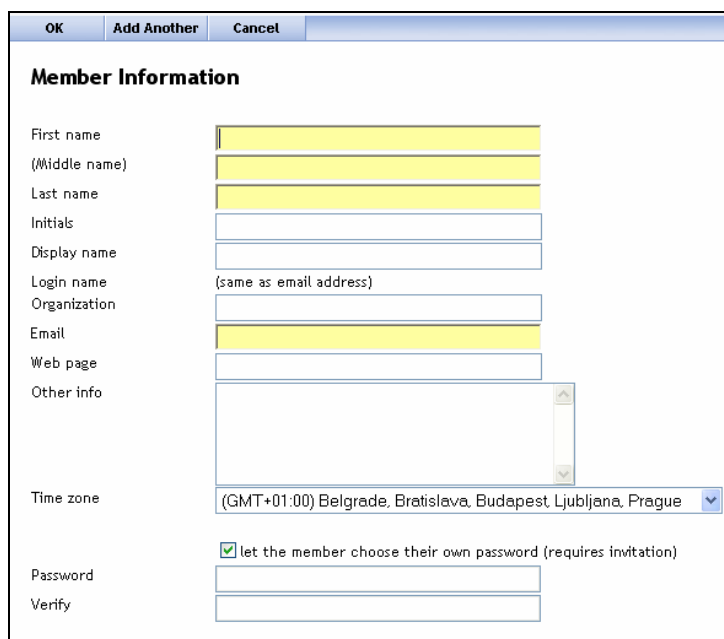 OK Add Another Cancel
Member Information
First name
(Middle name)
Last name
Initials
Display name
Login name (same as email address)
Organization
Email
Web page
Other info
Time zone (GMT+01:00) Belgrade, Bratislava, Budapest, Ljubljana, Prague
let the member choose their own password (requires invitation)
Password
Verify